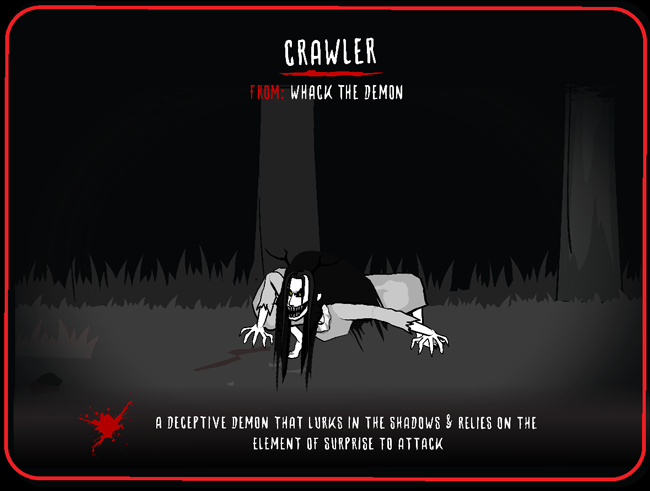 CRAWLER
FROM: WHACK THE DEMON
A DECEPTIVE DEMON THAT LURKS IN THE SHADOWS & RELIES ON THE
ELEMENT OF SURPRISE TO ATTACK